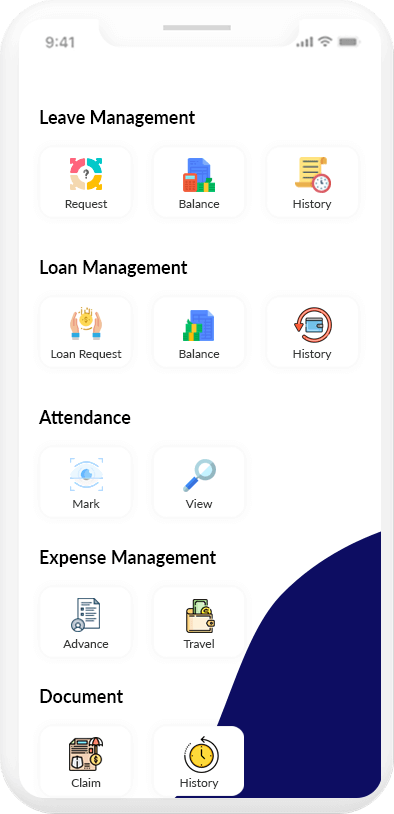 9:41
Leave Management
?
Request Balance History
Loan Management
Loan Request Balance History
Attendance
Mark View
Expense Management
Advance Travel
Document
Claim History